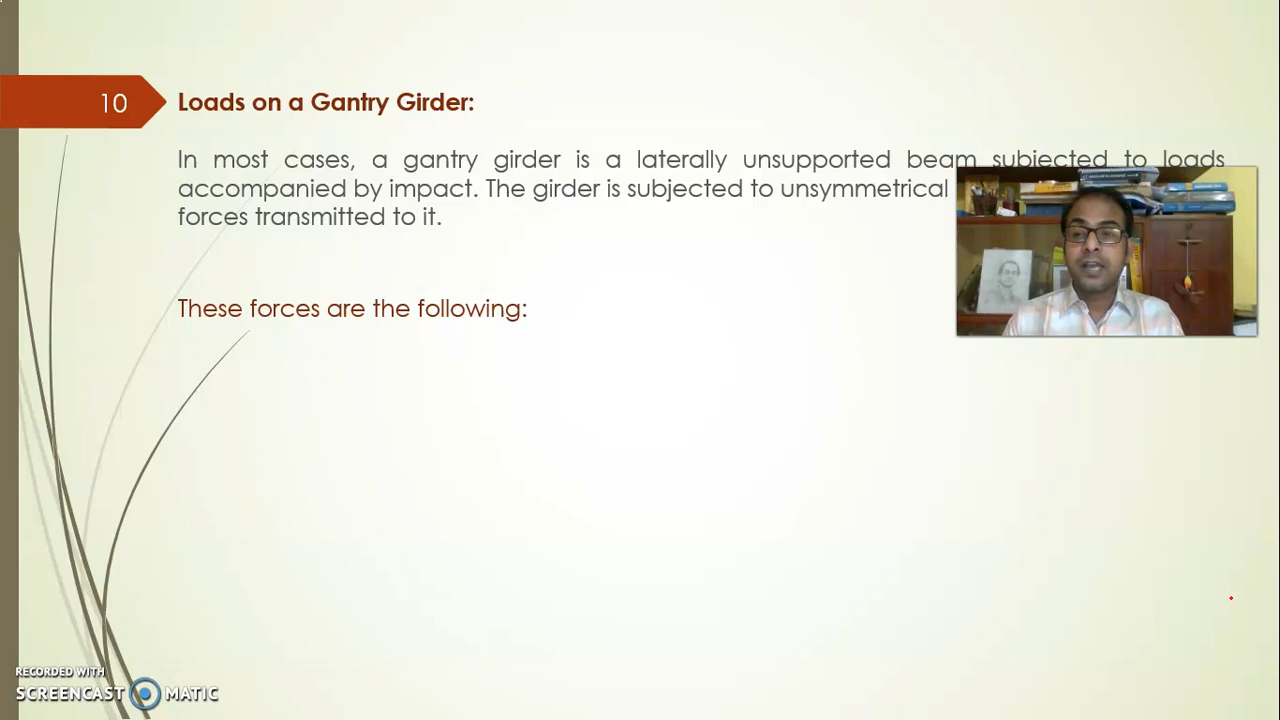 10
Loads on a Gantry Girder:
In most cases, a gantry girder is a laterally unsupported beam subjected to loads
accompanied by impact. The girder is subjected to unsymmetrical
forces transmitted to it.
These forces are the following:
RECORDED WITH
SCREENCAST MATIC